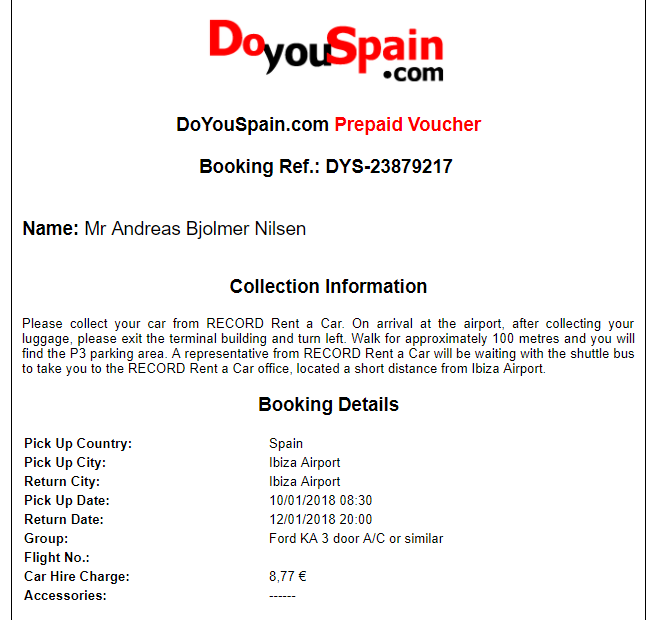 DoyouSpain
.com
DoYouSpain.com Prepaid Voucher
Booking Ref.: DYS-23879217
Name: Mr Andreas Bjolmer Nilsen
Collection Information
Please collect your car from RECORD Rent a Car. On arrival at the airport, after collecting your
luggage, please exit the terminal building and turn left. Walk for approximately 100 metres and you will
find the P3 parking area. A representative from RECORD Rent a Car will be waiting with the shuttle bus
to take you to the RECORD Rent a Car office, located a short distance from Ibiza Airport.
Booking Details
Pick Up Country: Spain
Pick Up City: Ibiza Airport
Return City: Ibiza Airport
Pick Up Date: 10/01/2018 08:30
Return Date: 12/01/2018 20:00
Group: Ford KA 3 door A/C or similar
Flight No.:
Car Hire Charge: 8,77 €
Accessories: ------